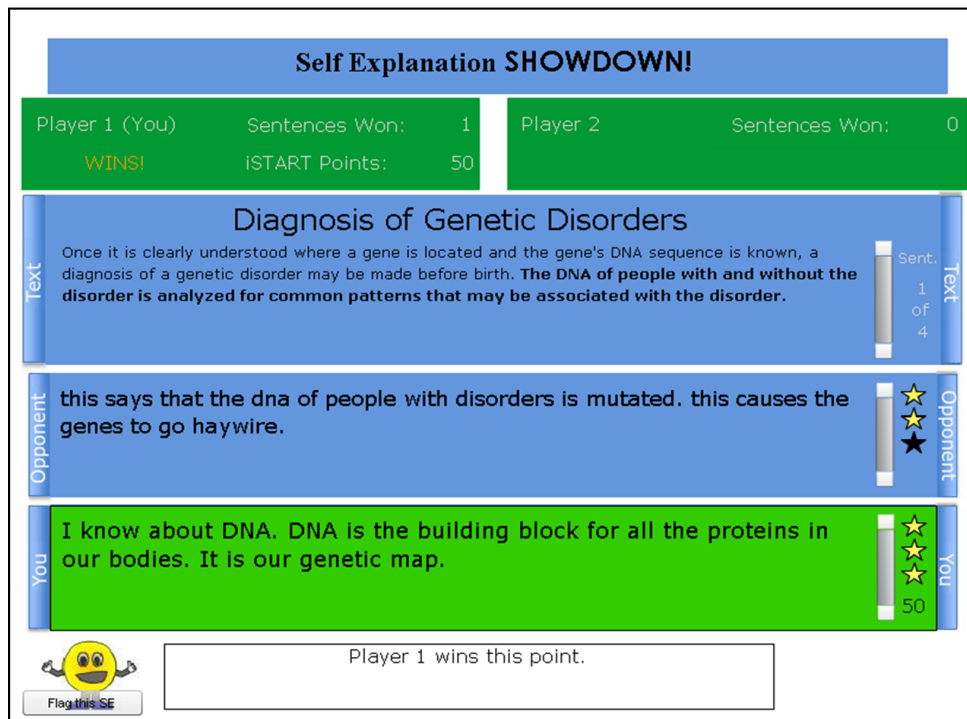 Self Explanation SHOWDOWN!
Player 1 (You) Sentences Won: 1
WINS! iSTART Points: 50
Player 2 Sentences Won: 0
Text
Diagnosis of Genetic Disorders
Once it is clearly understood where a gene is located and the gene's DNA sequence is known, a
diagnosis of a genetic disorder may be made before birth. The DNA of people with and without the
disorder is analyzed for common patterns that may be associated with the disorder.
Sent.
1
of
4
Text
Opponent
this says that the dna of people with disorders is mutated. this causes the
genes to go haywire.
Opponent
You
I know about DNA. DNA is the building block for all the proteins in
our bodies. It is our genetic map.
50
You
Flag this SE
Player 1 wins this point.